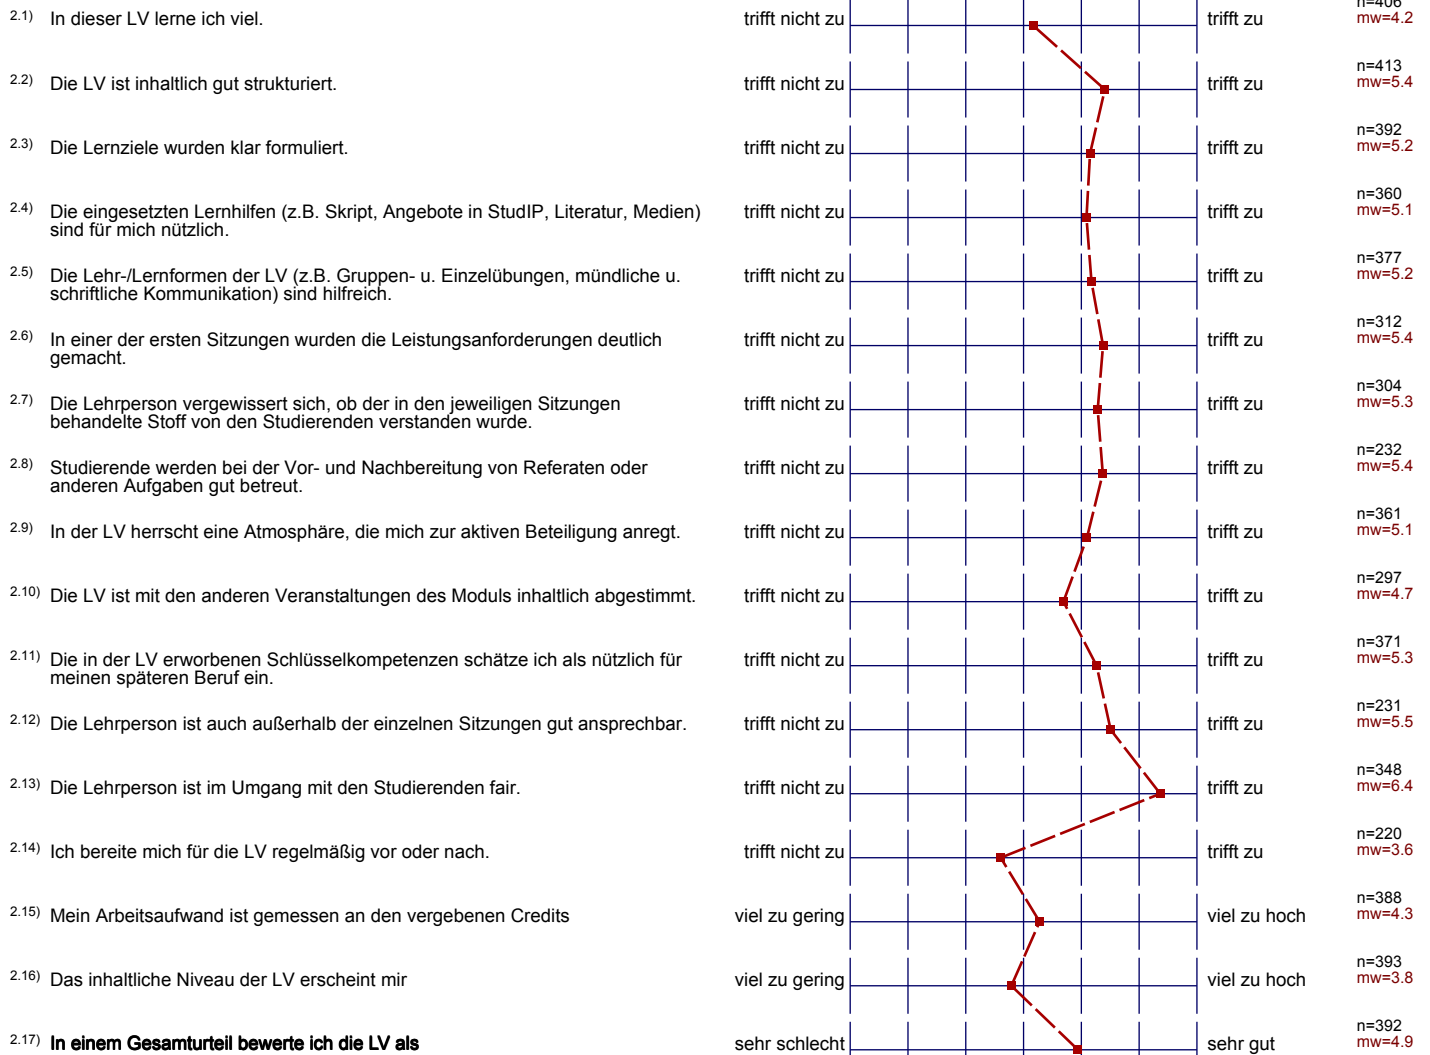 n=406
2.1) In dieser LV lerne ich viel. trifft nicht zu trifft zu mw=4.2
n=413
2.2) Die LV ist inhaltlich gut strukturiert. trifft nicht zu trifft zu mw=5.4
n=392
2.3) Die Lernziele wurden klar formuliert. trifft nicht zu trifft zu mw=5.2
n=360
2.4) Die eingesetzten Lernhilfen (z.B. Skript, Angebote in StudIP, Literatur, Medien) trifft nicht zu trifft zu mw=5.1
sind für mich nützlich.
n=377
2.5) Die Lehr-/Lernformen der LV (z.B. Gruppen- u. Einzelübungen, mündliche u. trifft nicht zu trifft zu mw=5.2
schriftliche Kommunikation) sind hilfreich.
n=312
2.6) In einer der ersten Sitzungen wurden die Leistungsanforderungen deutlich trifft nicht zu trifft zu mw=5.4
gemacht.
n=304
2.7) Die Lehrperson vergewissert sich, ob der in den jeweiligen Sitzungen trifft nicht zu trifft zu mw=5.3
behandelte Stoff von den Studierenden verstanden wurde.
n=232
2.8) Studierende werden bei der Vor- und Nachbereitung von Referaten oder trifft nicht zu trifft zu mw=5.4
anderen Aufgaben gut betreut.
n=361
2.9) In der LV herrscht eine Atmosphäre, die mich zur aktiven Beteiligung anregt. trifft nicht zu trifft zu mw=5.1
n=297
2.10) Die LV ist mit den anderen Veranstaltungen des Moduls inhaltlich abgestimmt. trifft nicht zu trifft zu mw=4.7
n=371
2.11) Die in der LV erworbenen Schlüsselkompetenzen schätze ich als nützlich für trifft nicht zu trifft zu mw=5.3
meinen späteren Beruf ein.
n=231
2.12) Die Lehrperson ist auch außerhalb der einzelnen Sitzungen gut ansprechbar. trifft nicht zu trifft zu mw=5.5
n=348
2.13) Die Lehrperson ist im Umgang mit den Studierenden fair. trifft nicht zu trifft zu mw=6.4
n=220
2.14) Ich bereite mich für die LV regelmäßig vor oder nach. trifft nicht zu trifft zu mw=3.6
n=388
2.15) Mein Arbeitsaufwand ist gemessen an den vergebenen Credits viel zu gering viel zu hoch mw=4.3
n=393
2.16) Das inhaltliche Niveau der LV erscheint mir viel zu gering viel zu hoch mw=3.8
n=392
2.17) In einem Gesamturteil bewerte ich die LV als sehr schlecht sehr gut mw=4.9